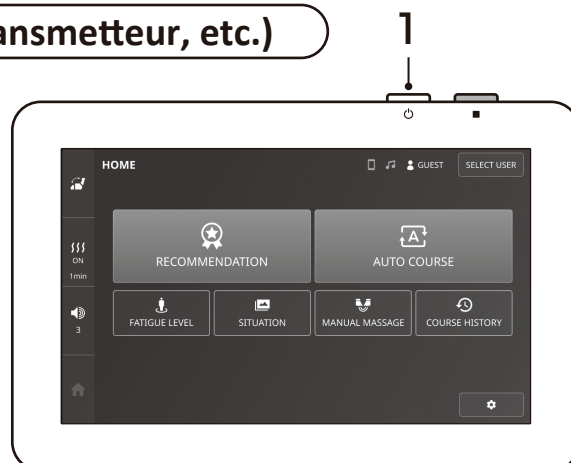 ansmetteur, etc.)
1
HOME
GUEST
SELECT USER
ON
1min
3
RECOMMENDATION
AUTO COURSE
FATIGUE LEVEL
SITUATION
MANUAL MASSAGE
COURSE HISTORY